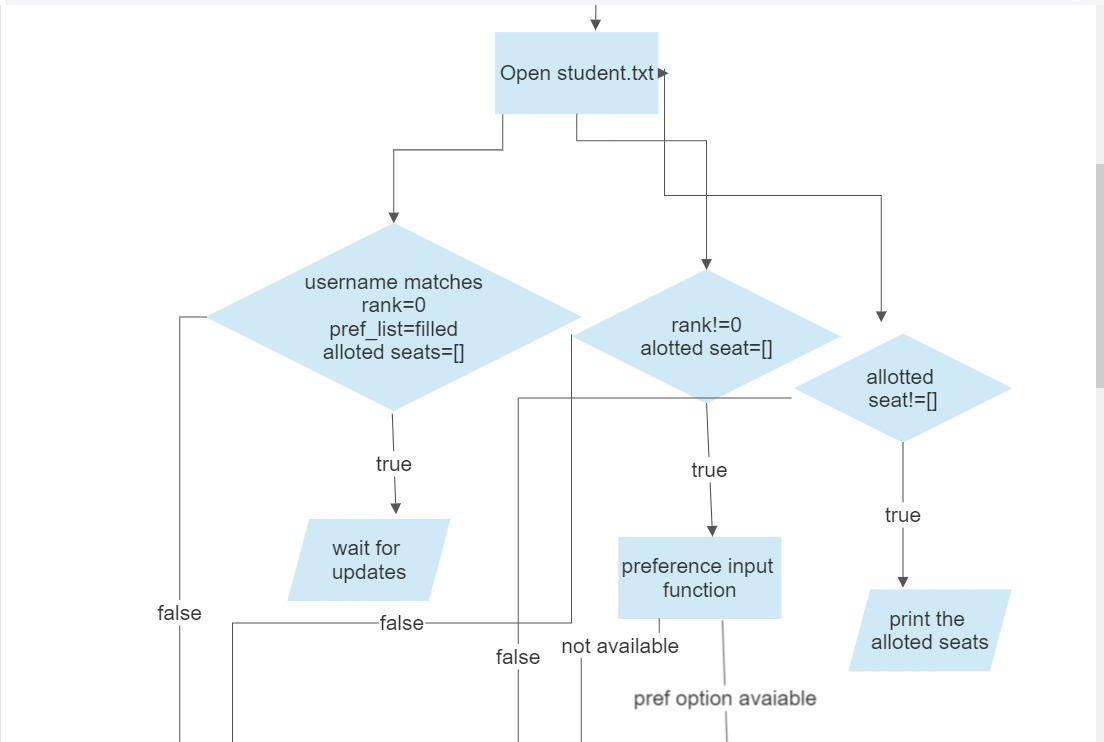 Open student.txt
username matches
rank=0
pref_list=filled
alloted seats=[]
rank!=0
alotted seat=[]
allotted
seat!=[]
true
true
true
wait for
updates
preference input
function
print the
alloted seats
false
false
false
not available
pref option avaiable